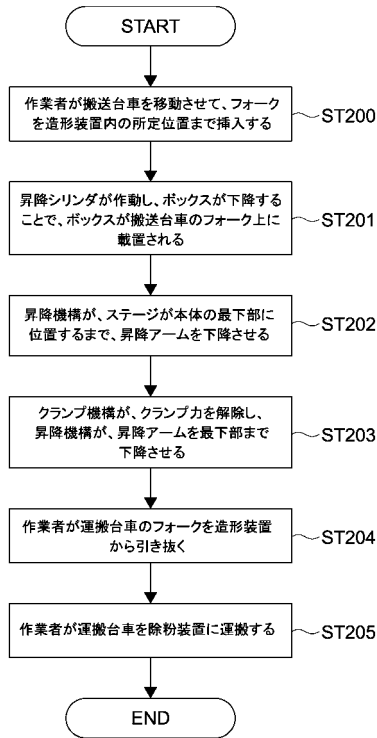 START
作業者が搬送台車を移動させて、フォーク
を造形装置内の所定位置まで挿入する
ST200
昇降シリンダが作動し、ボックスが下降する
ことで、ボックスが搬送台車のフォーク上に
載置される
ST201
昇降機構が、ステージが本体の最下部に
位置するまで、昇降アームを下降させる
ST202
クランプ機構が、クランプ力を解除し、
昇降機構が、昇降アームを最下部まで
下降させる
ST203
作業者が運搬台車のフォークを造形装置
から引き抜く
ST204
作業者が運搬台車を除粉装置に運搬する
ST205
END